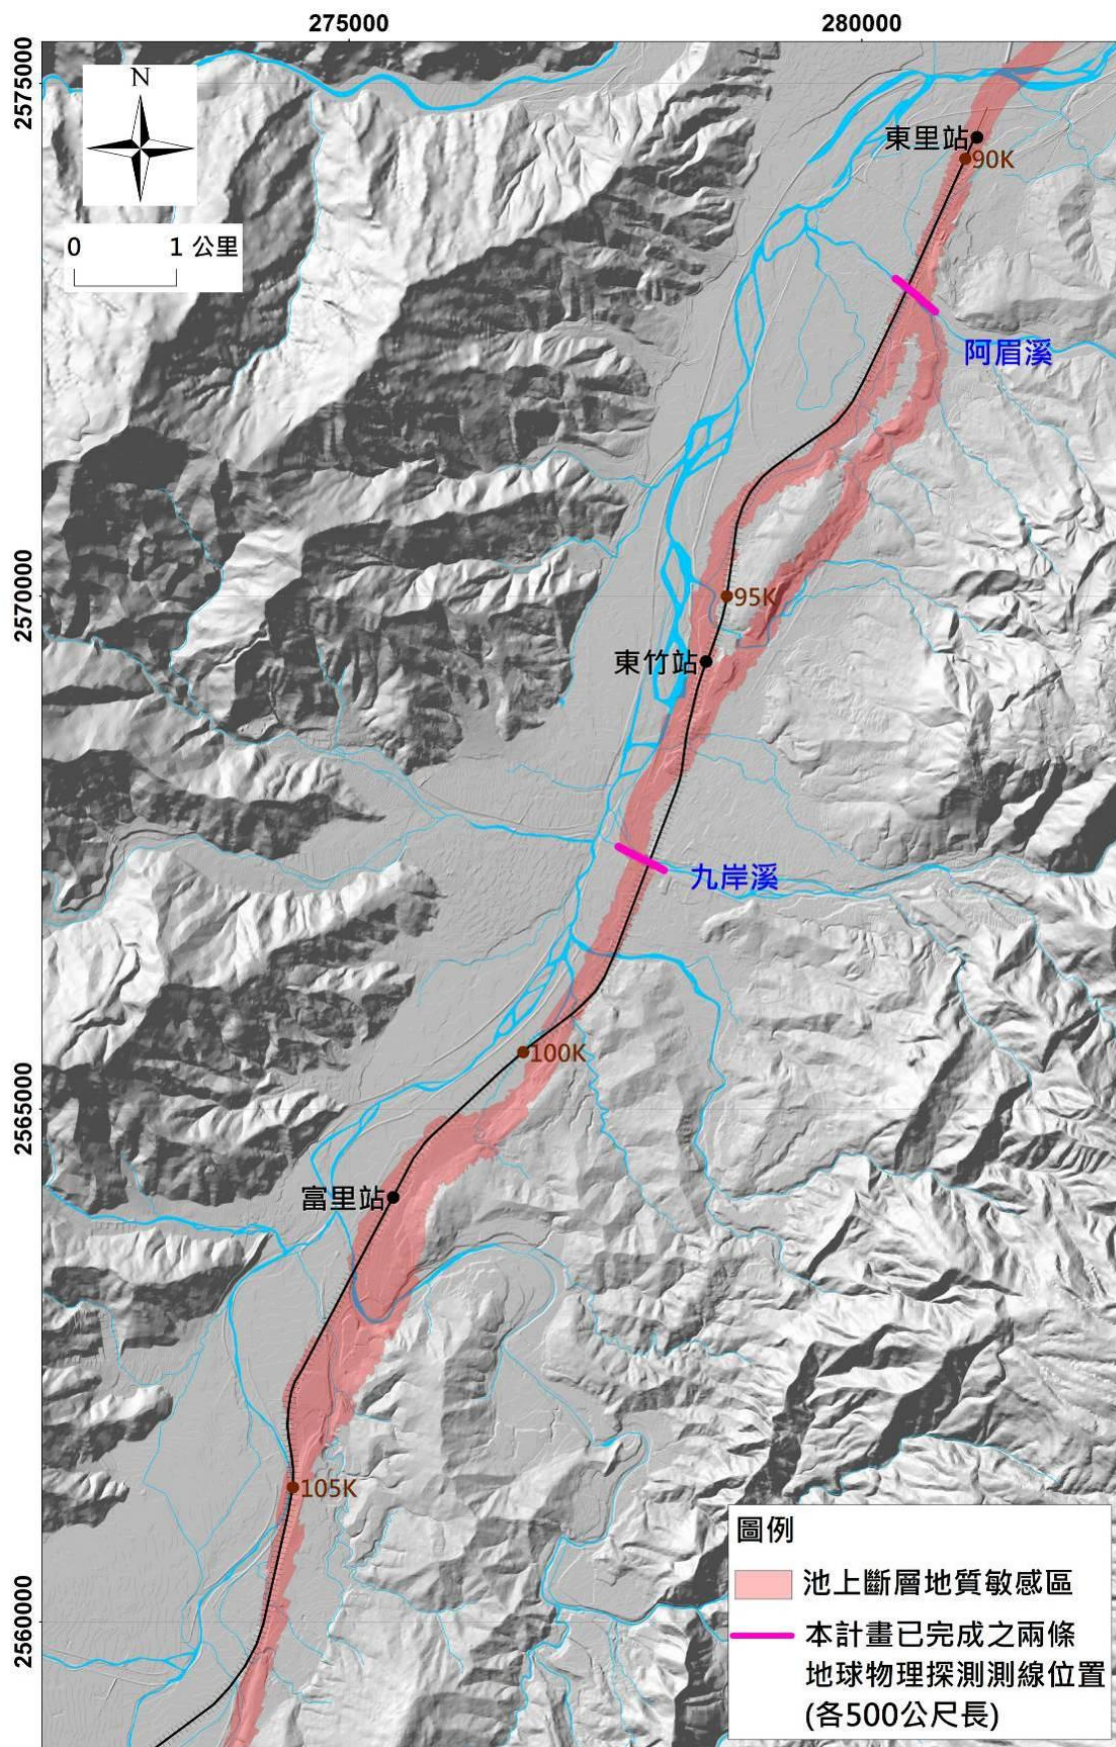 275000
280000
2575000
N
0 1 公里
東里站
90K
阿眉溪
2570000
95K
東竹站
九岸溪
100K
2565000
富里站
105K
2560000
圖例
池上斷層地質敏感區
本計畫已完成之兩條
地球物理探測測線位置
(各500公尺長)